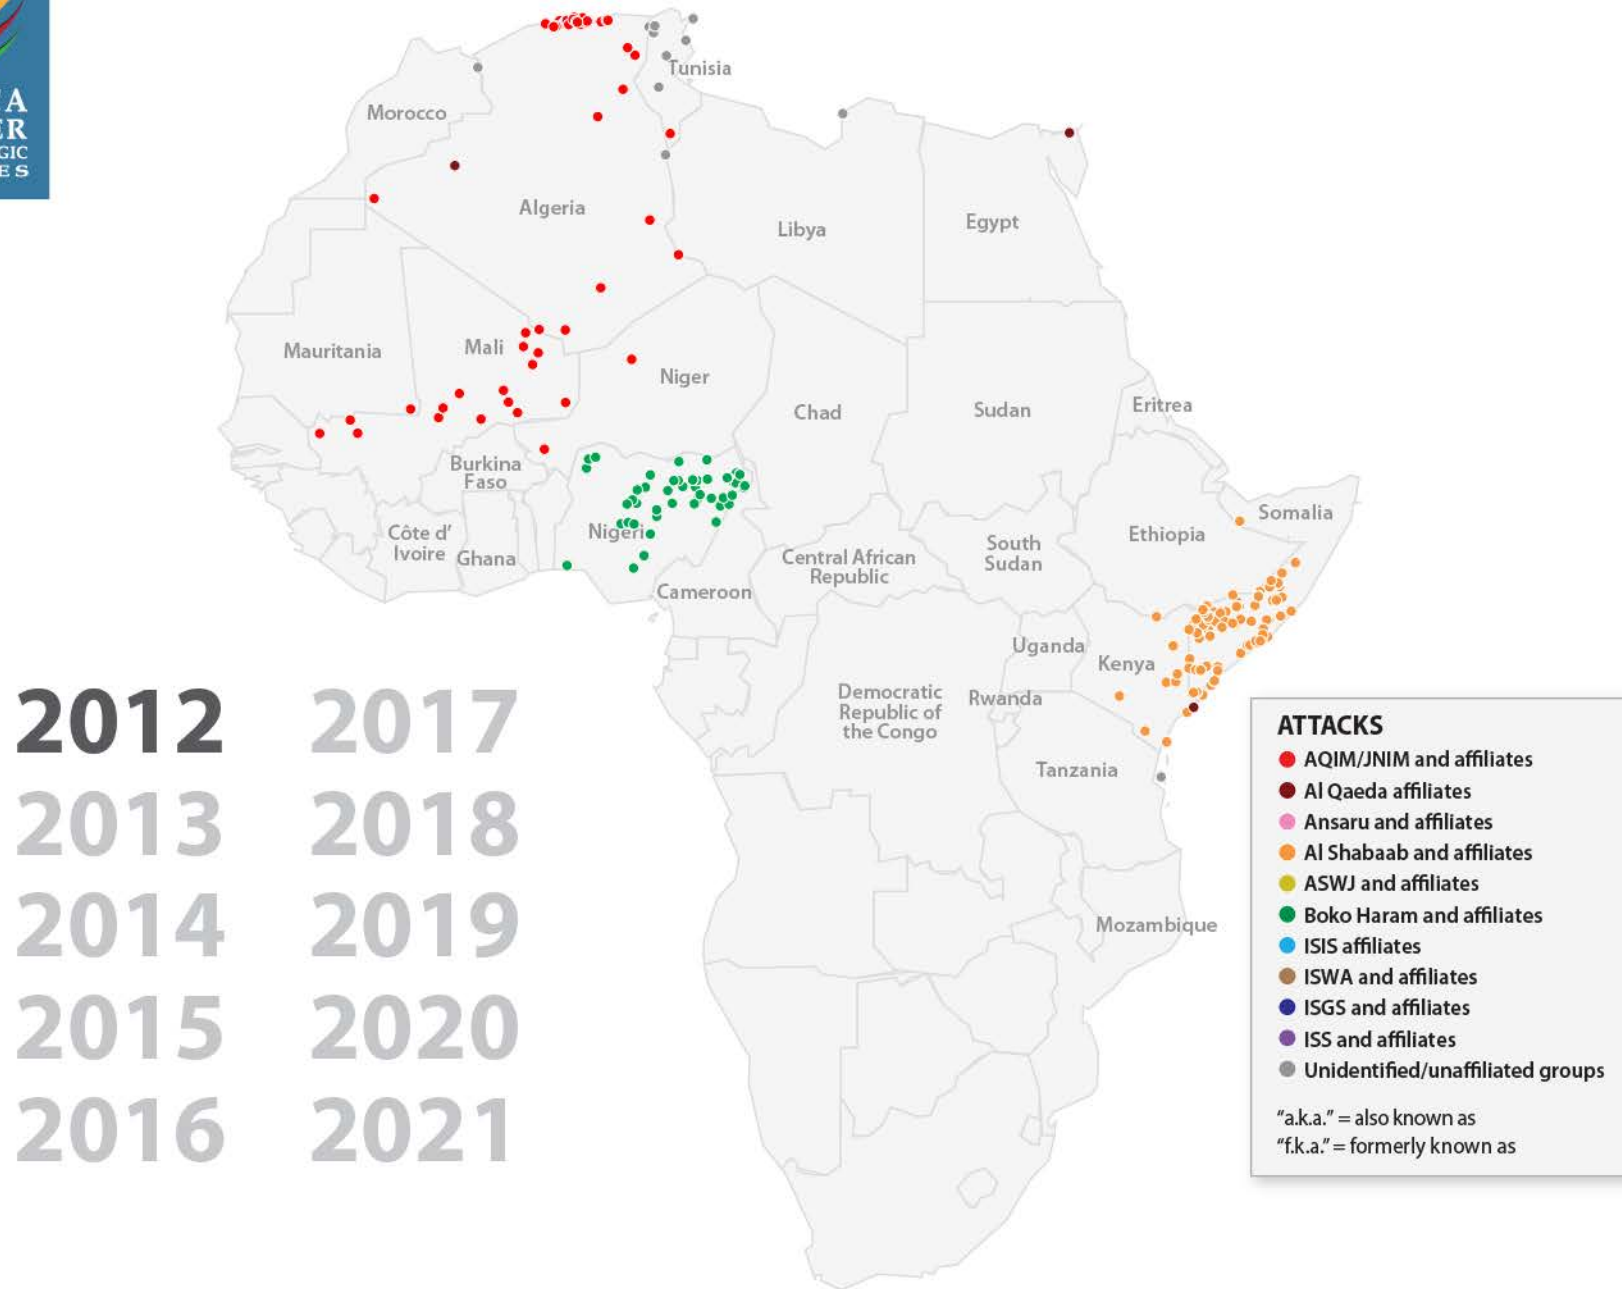 A
ER
GIC
ES
Tunisia
Morocco
Algeria
Libya
Egypt
Mauritania
Mali
Niger
Chad
Sudan
Eritrea
Burkina
Faso
Nigeri
Côte d'
Ivoire
Ghana
Cameroon
Central African
Republic
South
Sudan
Ethiopia
Somalia
Uganda
Kenya
Rwanda
Democratic
Republic of
the Congo
Tanzania
Mozambique
2012 2017
2013 2018
2014 2019
2015 2020
2016 2021
ATTACKS
AQIM/JNIM and affiliates
Al Qaeda affiliates
Ansaru and affiliates
Al Shabaab and affiliates
ASWJ and affiliates
Boko Haram and affiliates
ISIS affiliates
ISWA and affiliates
ISGS and affiliates
ISS and affiliates
Unidentified/unaffiliated groups
"a.k.a." = also known as
"f.k.a." = formerly known as